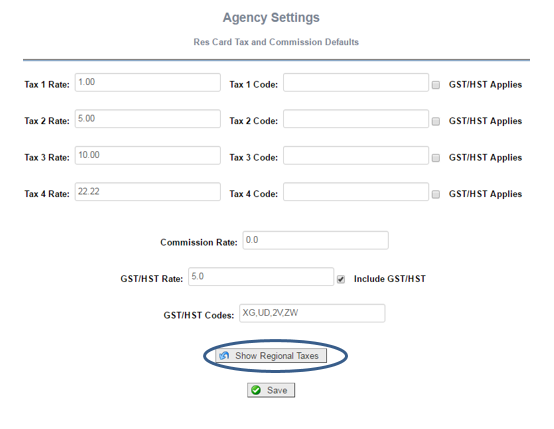 Agency Settings
Res Card Tax and Commission Defaults
Tax 1 Rate: 1.00 Tax 1 Code: GST/HST Applies
Tax 2 Rate: 5.00 Tax 2 Code: GST/HST Applies
Tax 3 Rate: 10.00 Tax 3 Code: GST/HST Applies
Tax 4 Rate: 22.22 Tax 4 Code: GST/HST Applies
Commission Rate: 0.0
GST/HST Rate: 5.0 Include GST/HST
GST/HST Codes: XG,UD,2V,ZW
Show Regional Taxes
Save